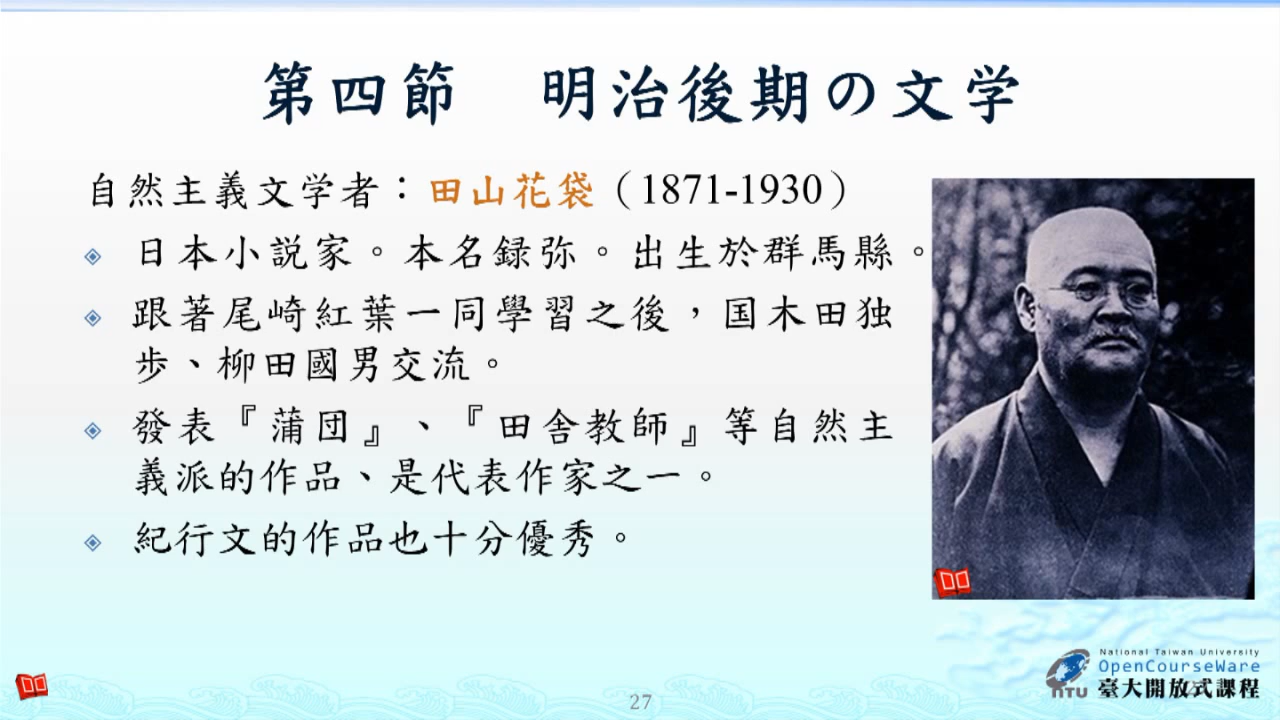 第四節　明治後期の文学
自然主義文学者：田山花袋（1871-1930）
日本小説家。本名録弥。出生於群馬縣。
跟著尾崎紅葉一同學習之後，国木田独
歩、柳田國男交流。
發表『蒲団』、『田舎教師』等自然主
義派的作品、是代表作家之一。
紀行文的作品也十分優秀。
27
National Taiwan University
OpenCourseWare
NTU 臺大開放式課程